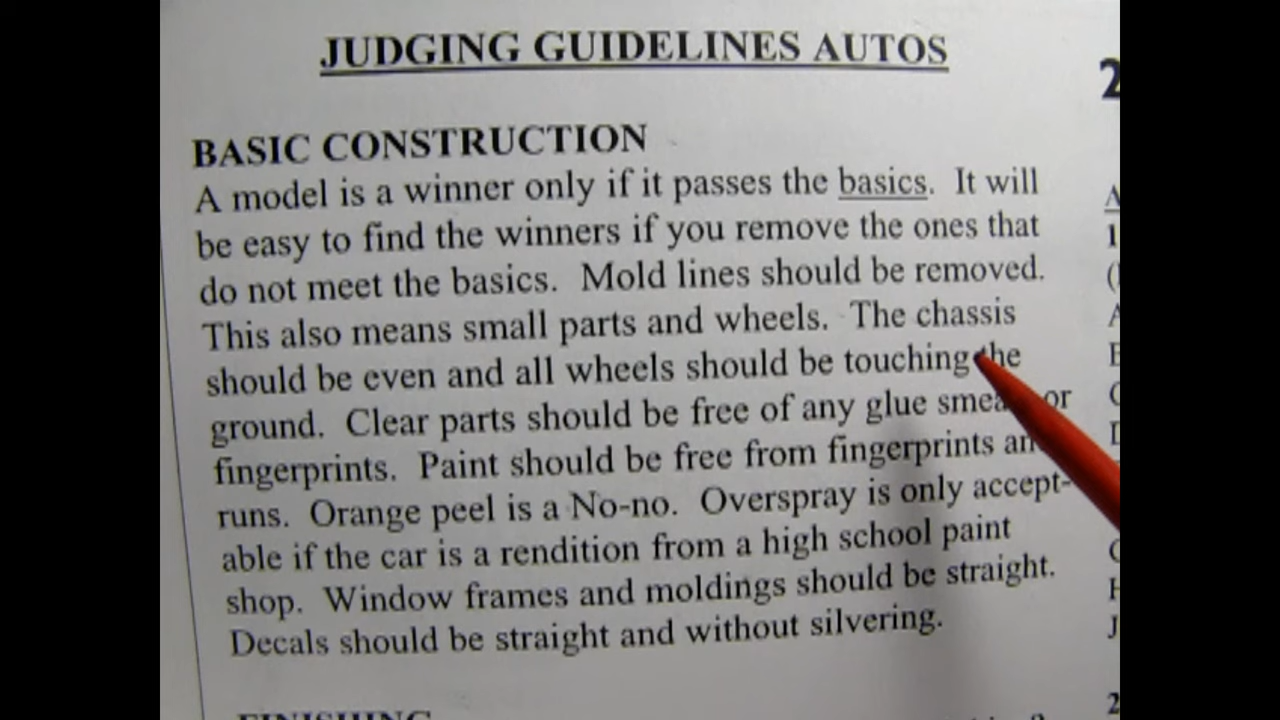 JUDGING GUIDELINES AUTOS
BASIC CONSTRUCTION
A model is a winner only if it passes the basics. It will
be easy to find the winners if you remove the ones that
do not meet the basics. Mold lines should be removed.
This also means small parts and wheels. The chassis
should be even and all wheels should be touching the
ground. Clear parts should be free of any glue or
fingerprints. Paint should be free from fingerprints
runs. Orange peel is a No-no. Overspray is only accept-
able if the car is a rendition from a high school paint
shop. Window frames and moldings should be straight.
Decals should be straight and without silvering.
FINISHING